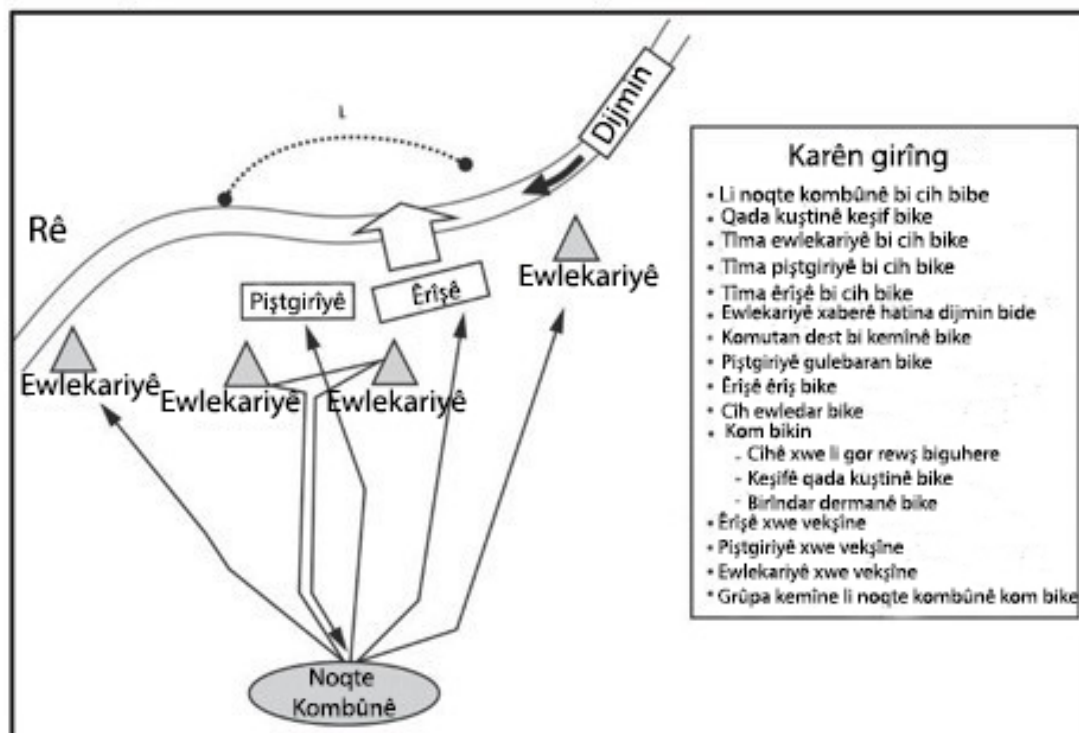 L
Dijmin
Rê
Ewlekariyê
Piştgirîyê
Êrîşê
Ewlekariyê
Ewlekariyê
Ewlekariyê
Noqte
Kombûnê
Karên girîng
• Li noqte kombûnê bi cih bibe
• Qada kuştinê keşif bike
• Tîma ewlekariyê bi cih bike
• Tîma piştgiriyê bi cih bike
• Tîma êrîşê bi cih bike
• Ewlekariyê xaberê hatina dijmin bide
• Komutan dest bi kemînê bike
• Piştgiriyê gulebaran bike
• Êrîşê êrîş bike
• Cîh ewledar bike
• Kom bikin
- Cîhê xwe li gor rewş biguhere
- Keşifê qada kuştinê bike
- Birîndar dermanê bike
• Êrîşê xwe vekşîne
• Piştgiriyê xwe vekşîne
• Ewlekariyê xwe vekşîne
* Grûpa kemîne li noqte kombûnê kom bike